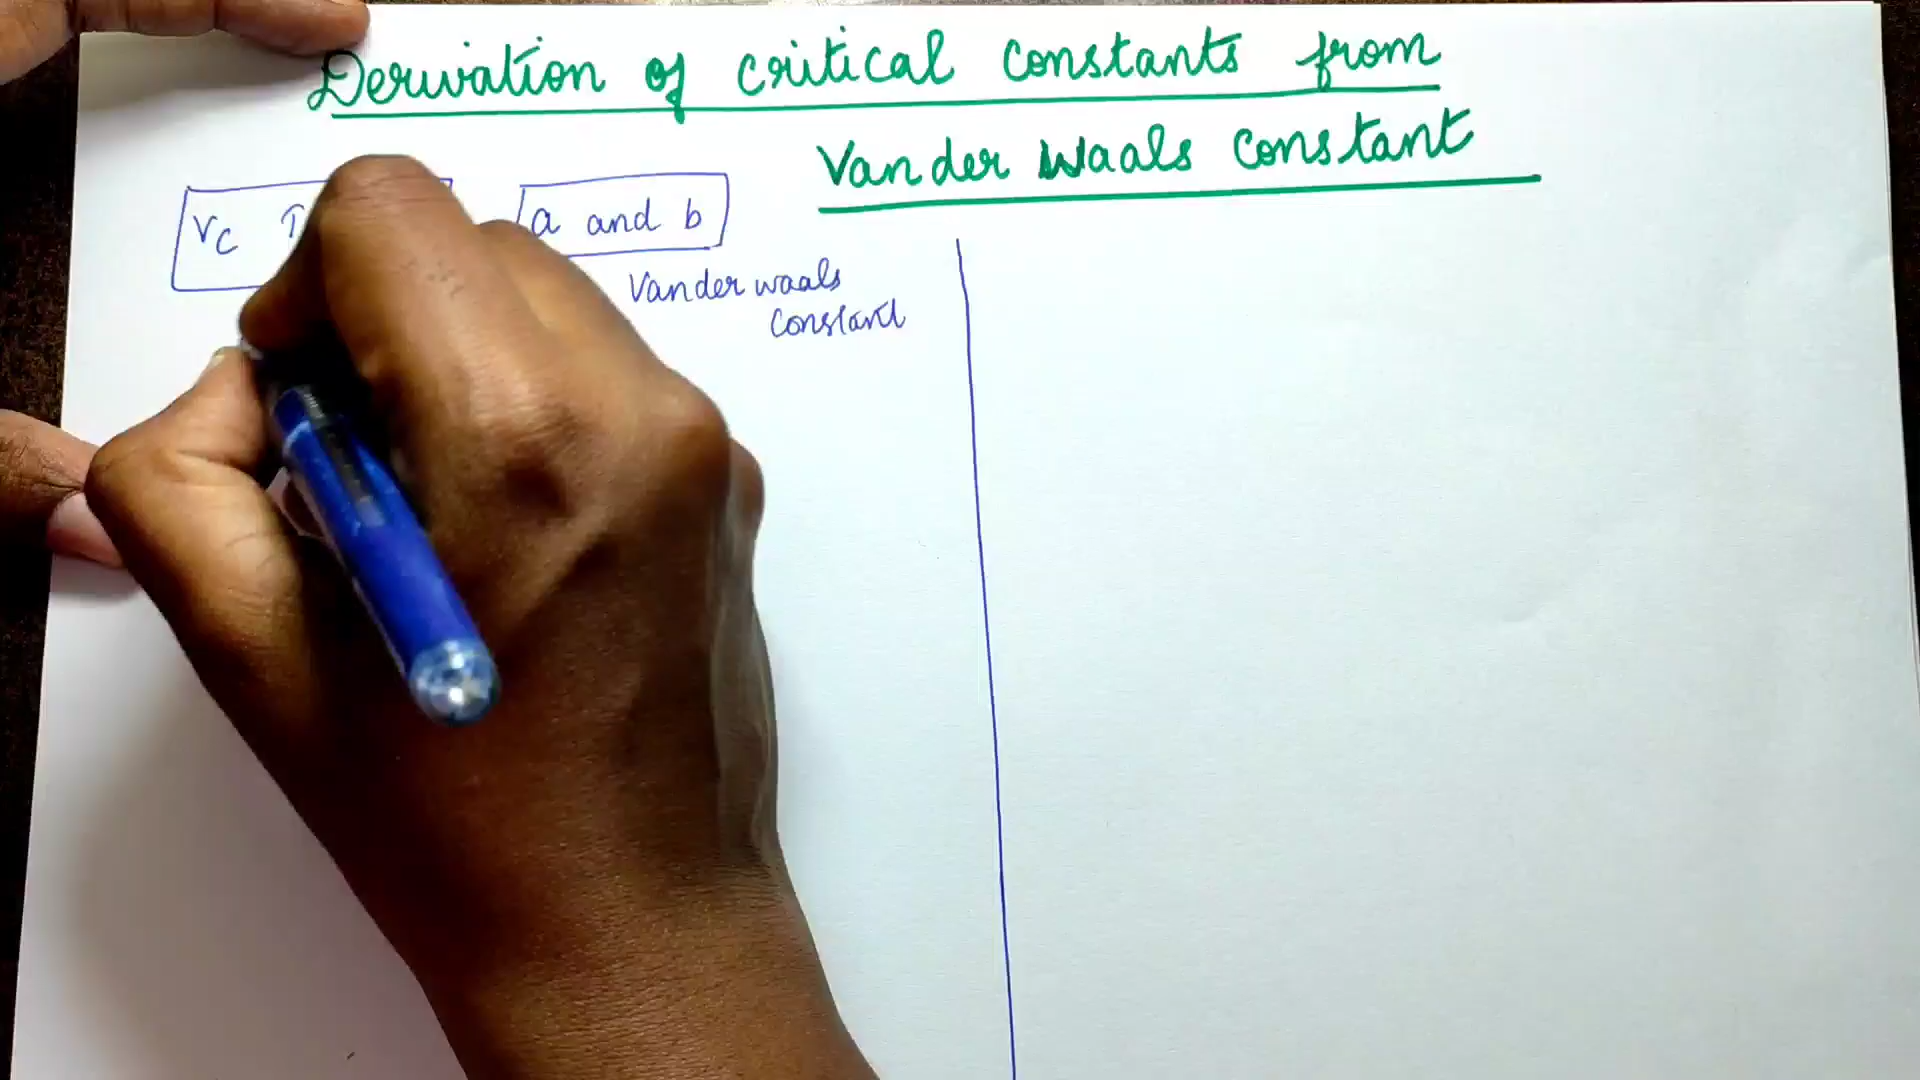 Derivation of critical constants from
Vander Waals constant
Vc
a and b
Vander waals
constant